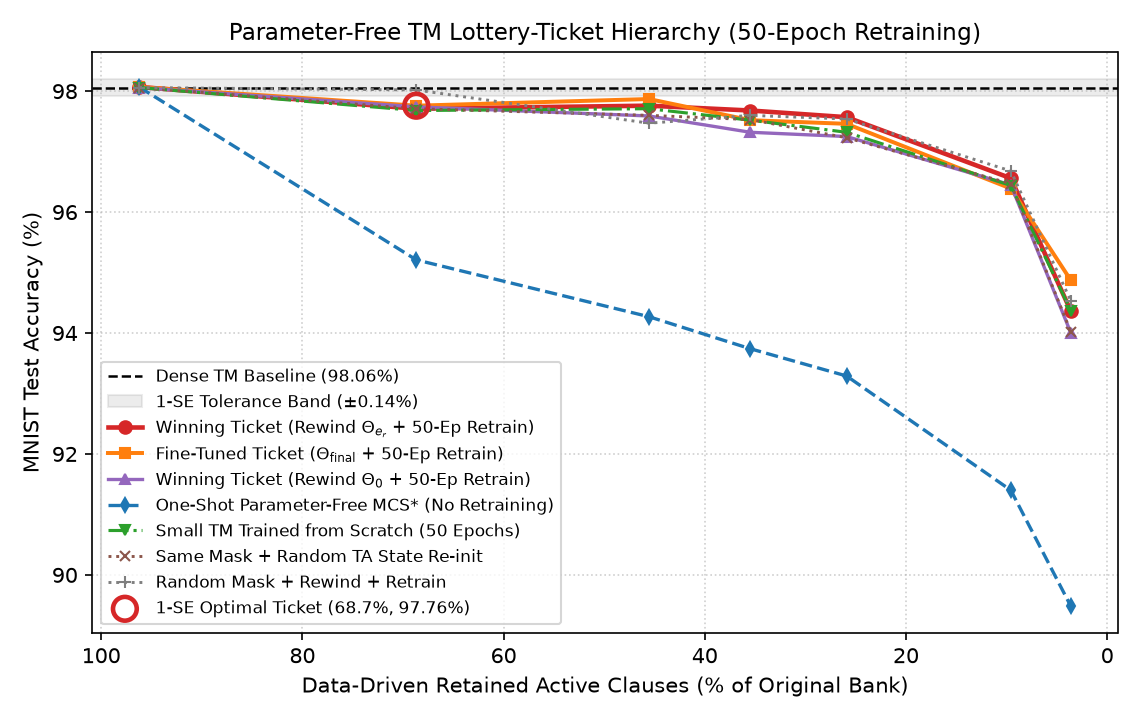 Parameter-Free TM Lottery-Ticket Hierarchy (50-Epoch Retraining)
MNIST Test Accuracy (%)
98
96
94
92
90
Dense TM Baseline (98.06%)
1-SE Tolerance Band (±0.14%)
Winning Ticket (Rewind Θ_{e_r} + 50-Ep Retrain)
Fine-Tuned Ticket (Θ_final + 50-Ep Retrain)
Winning Ticket (Rewind Θ_0 + 50-Ep Retrain)
One-Shot Parameter-Free MCS* (No Retraining)
Small TM Trained from Scratch (50 Epochs)
Same Mask + Random TA State Re-init
Random Mask + Rewind + Retrain
1-SE Optimal Ticket (68.7%, 97.76%)
100 80 60 40 20 0
Data-Driven Retained Active Clauses (% of Original Bank)